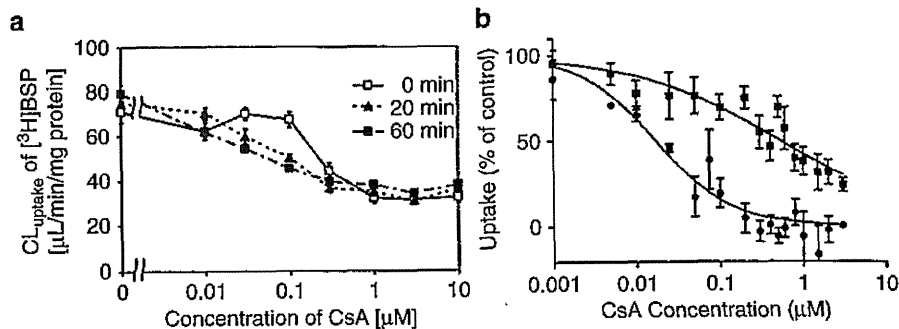 a
CL uptake of [³H]BSP
[µL/min/mg protein]
100
80
60
40
20
0
0 min
20 min
60 min
0
0.01
0.1
1
10
Concentration of CsA [µM]
b
Uptake (% of control)
100
50
0
0.001
0.01
0.1
1
10
CsA Concentration (µM)